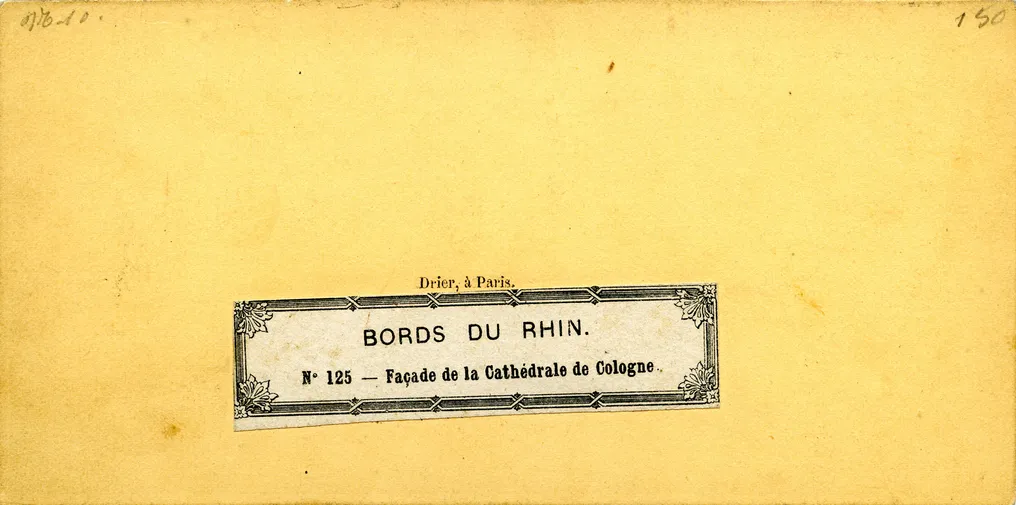 150
Drier, à Paris.
BORDS DU RHIN.
N° 125 — Façade de la Cathédrale de Cologne.